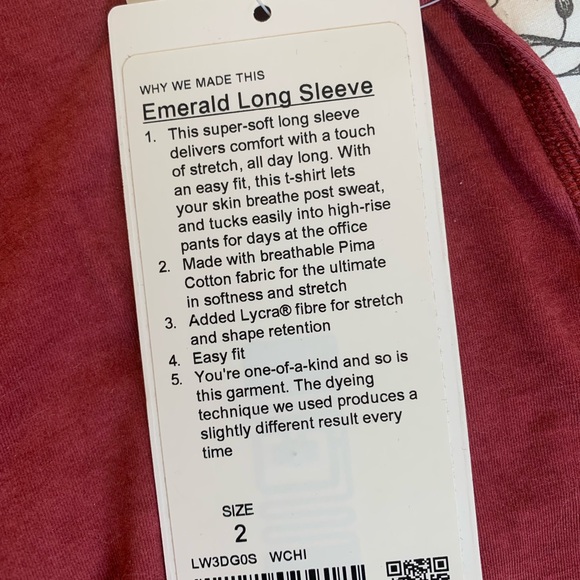 WHY WE MADE THIS
Emerald Long Sleeve
1. This super-soft long sleeve
delivers comfort with a touch
of stretch, all day long. With
an easy fit, this t-shirt lets
your skin breathe post sweat,
and tucks easily into high-rise
pants for days at the office
2. Made with breathable Pima
Cotton fabric for the ultimate
in softness and stretch
3. Added Lycra® fibre for stretch
and shape retention
4. Easy fit
5. You're one-of-a-kind and so is
this garment. The dyeing
technique we used produces a
slightly different result every
time
SIZE
2
LW3DG0S WCHI